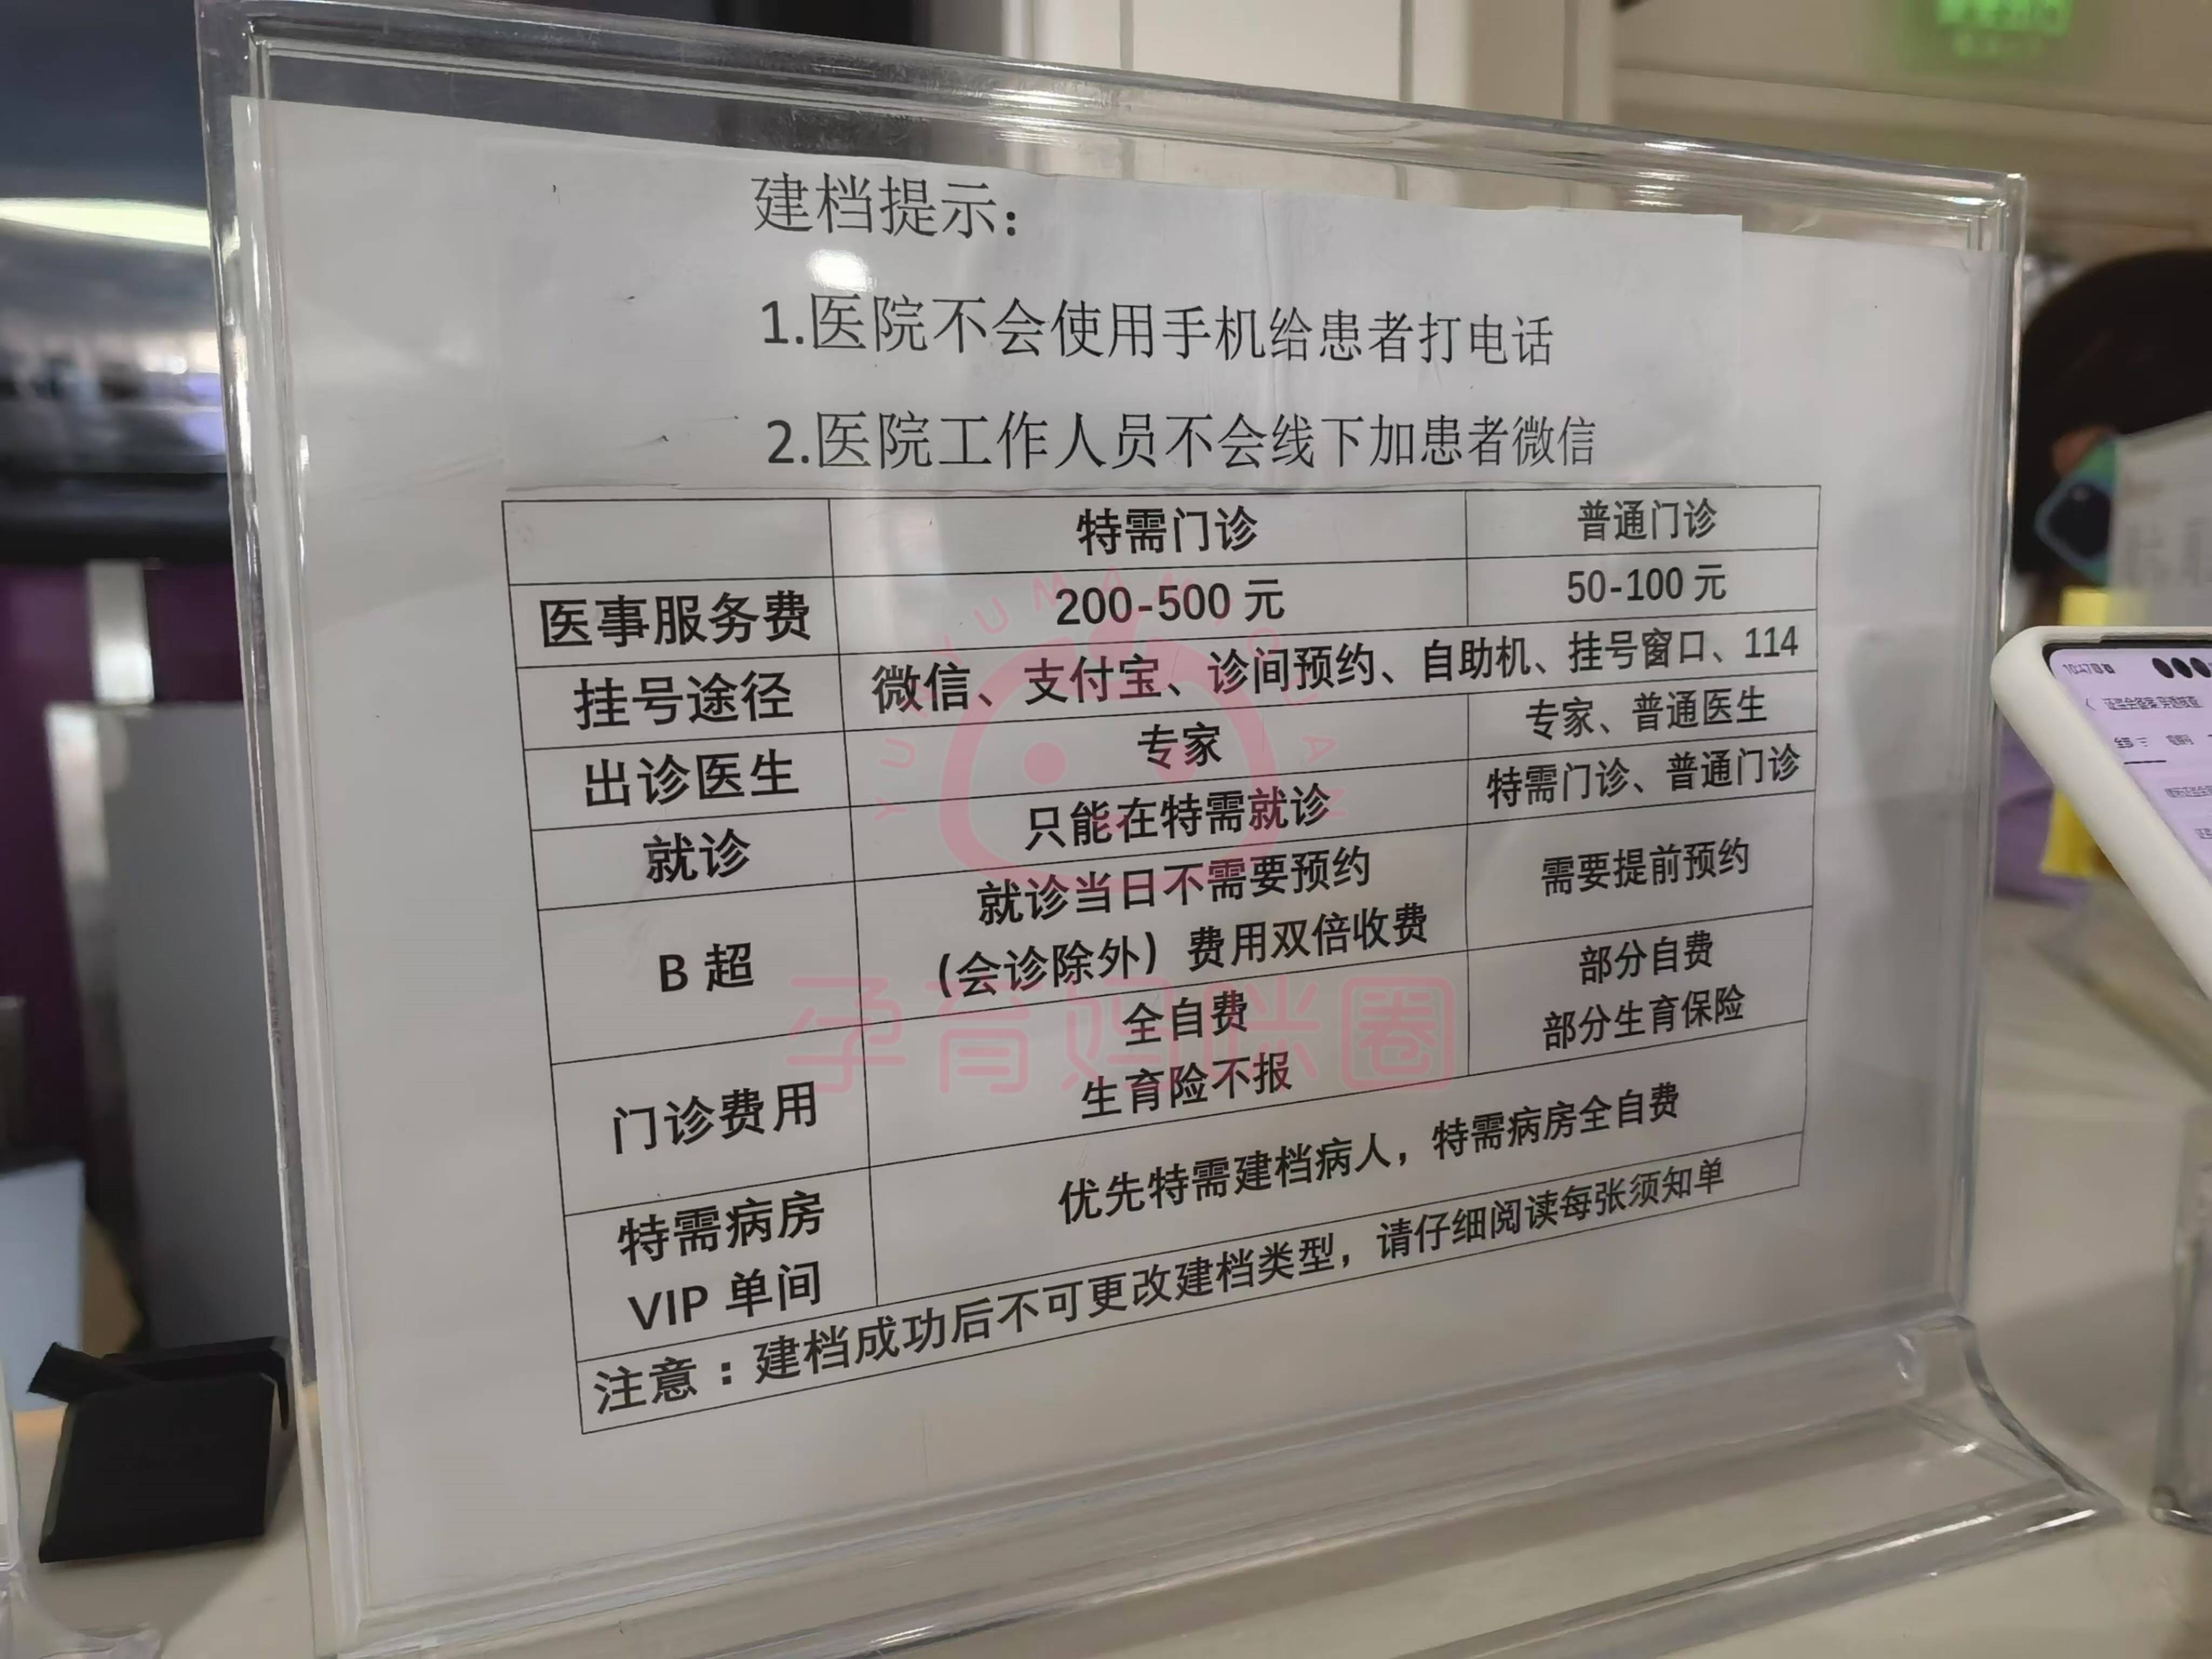 建档提示：
1.医院不会使用手机给患者打电话
2.医院工作人员不会线下加患者微信
特需门诊 普通门诊
医事服务费 200-500 元 50-100 元
挂号途径 微信、支付宝、诊间预约、自助机、挂号窗口、114
出诊医生 专家 专家、普通医生
就诊 只能在特需就诊 特需门诊、普通门诊
B 超 就诊当日不需要预约 需要提前预约
(会诊除外）费用双倍收费
门诊费用 全自费 部分自费
生育险不报 部分生育保险
特需病房 优先特需建档病人，特需病房全自费
VIP 单间
注意：建档成功后不可更改建档类型，请仔细阅读每张须知单
孕育妈咪圈